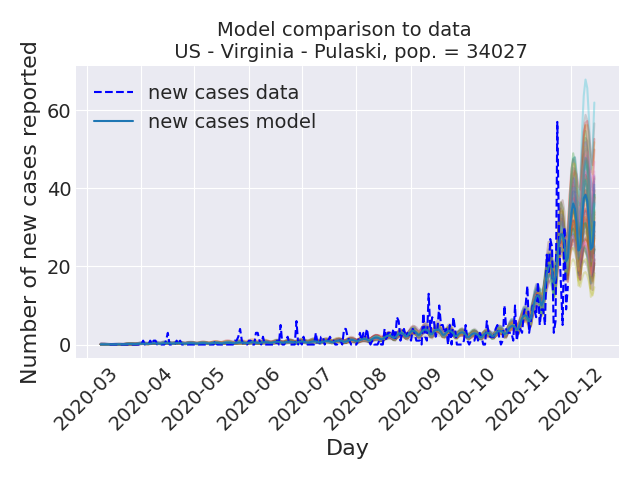 Model comparison to data
US - Virginia - Pulaski, pop. = 34027
Number of new cases reported
60
40
20
0
new cases data
new cases model
2020-03
2020-04
2020-05
2020-06
2020-07
2020-08
2020-09
2020-10
2020-11
2020-12
Day